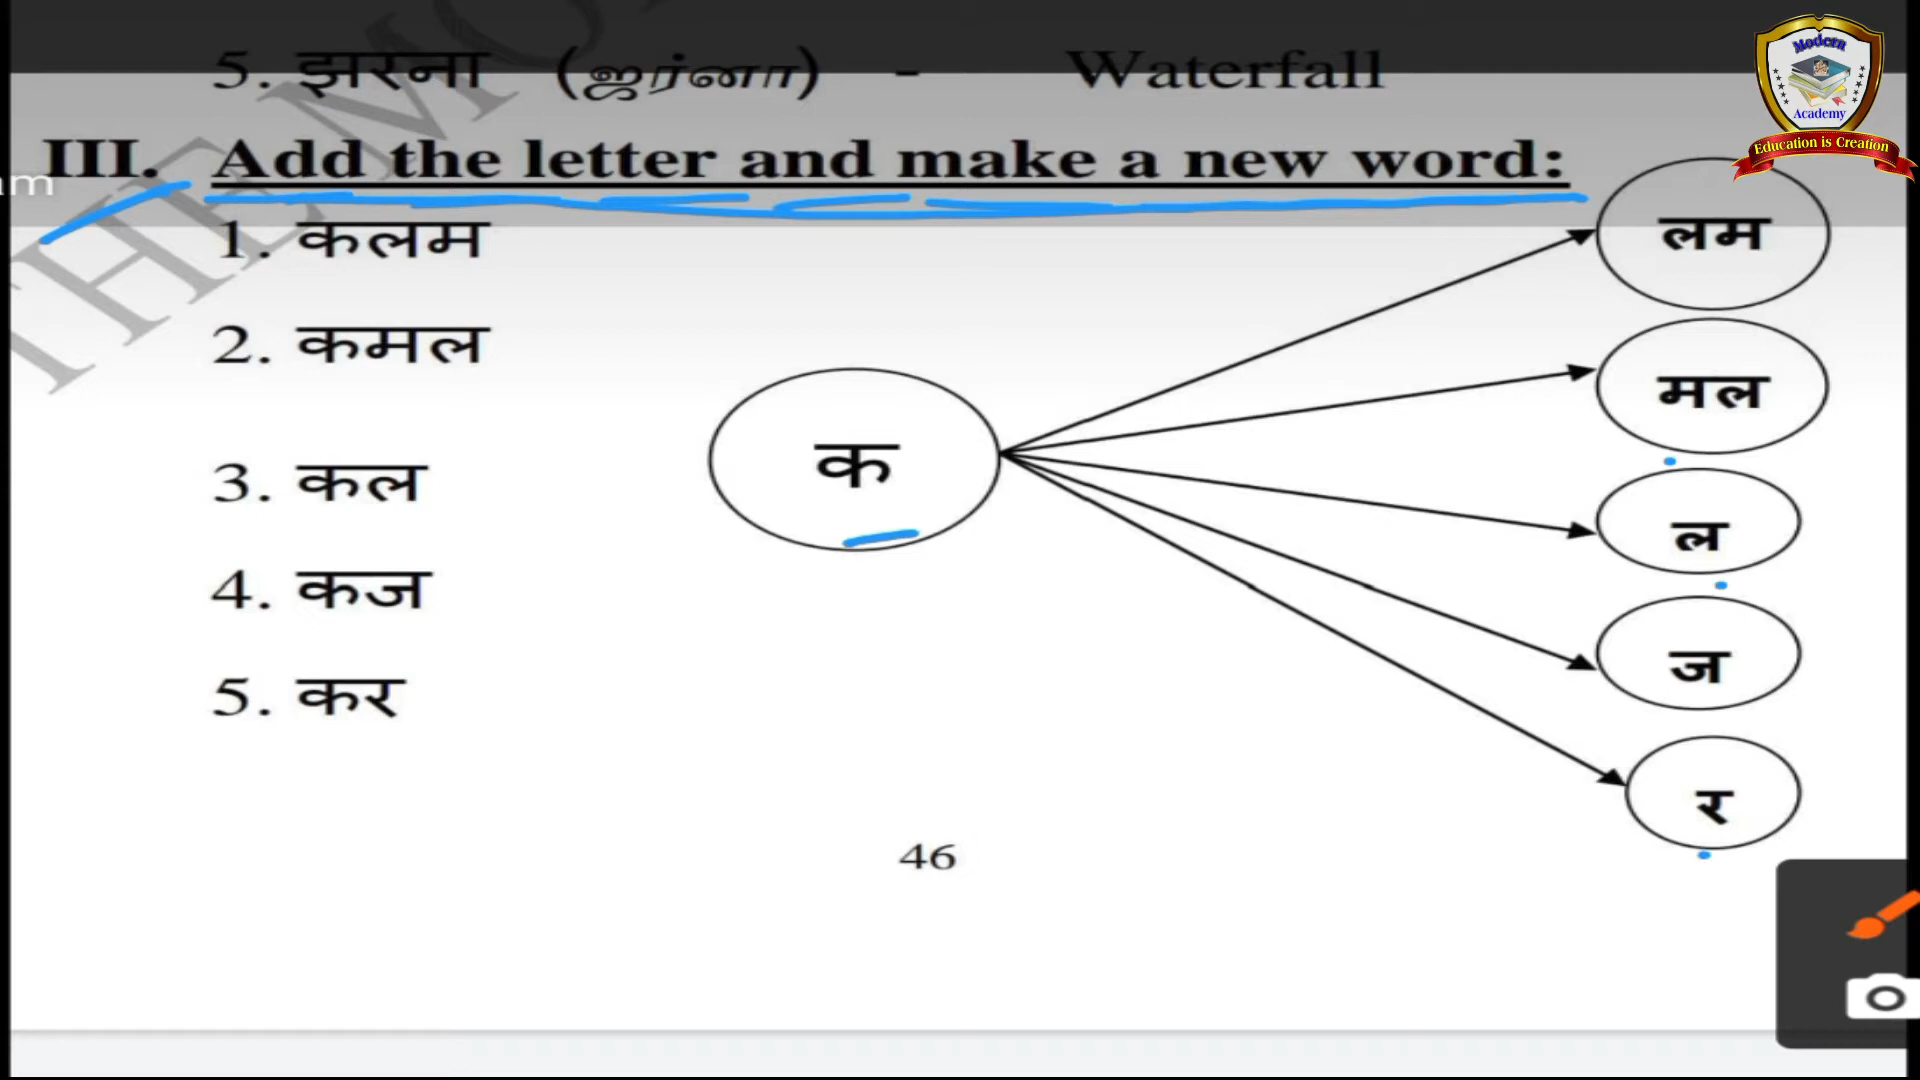 5. झरना (ஜர்னா) - Waterfall
III. Add the letter and make a new word:
1. कलम
2. कमल
3. कल
4. कज
5. कर
क
लम
मल
ल
ज
र
46
Modern
Academy
Education is Creation